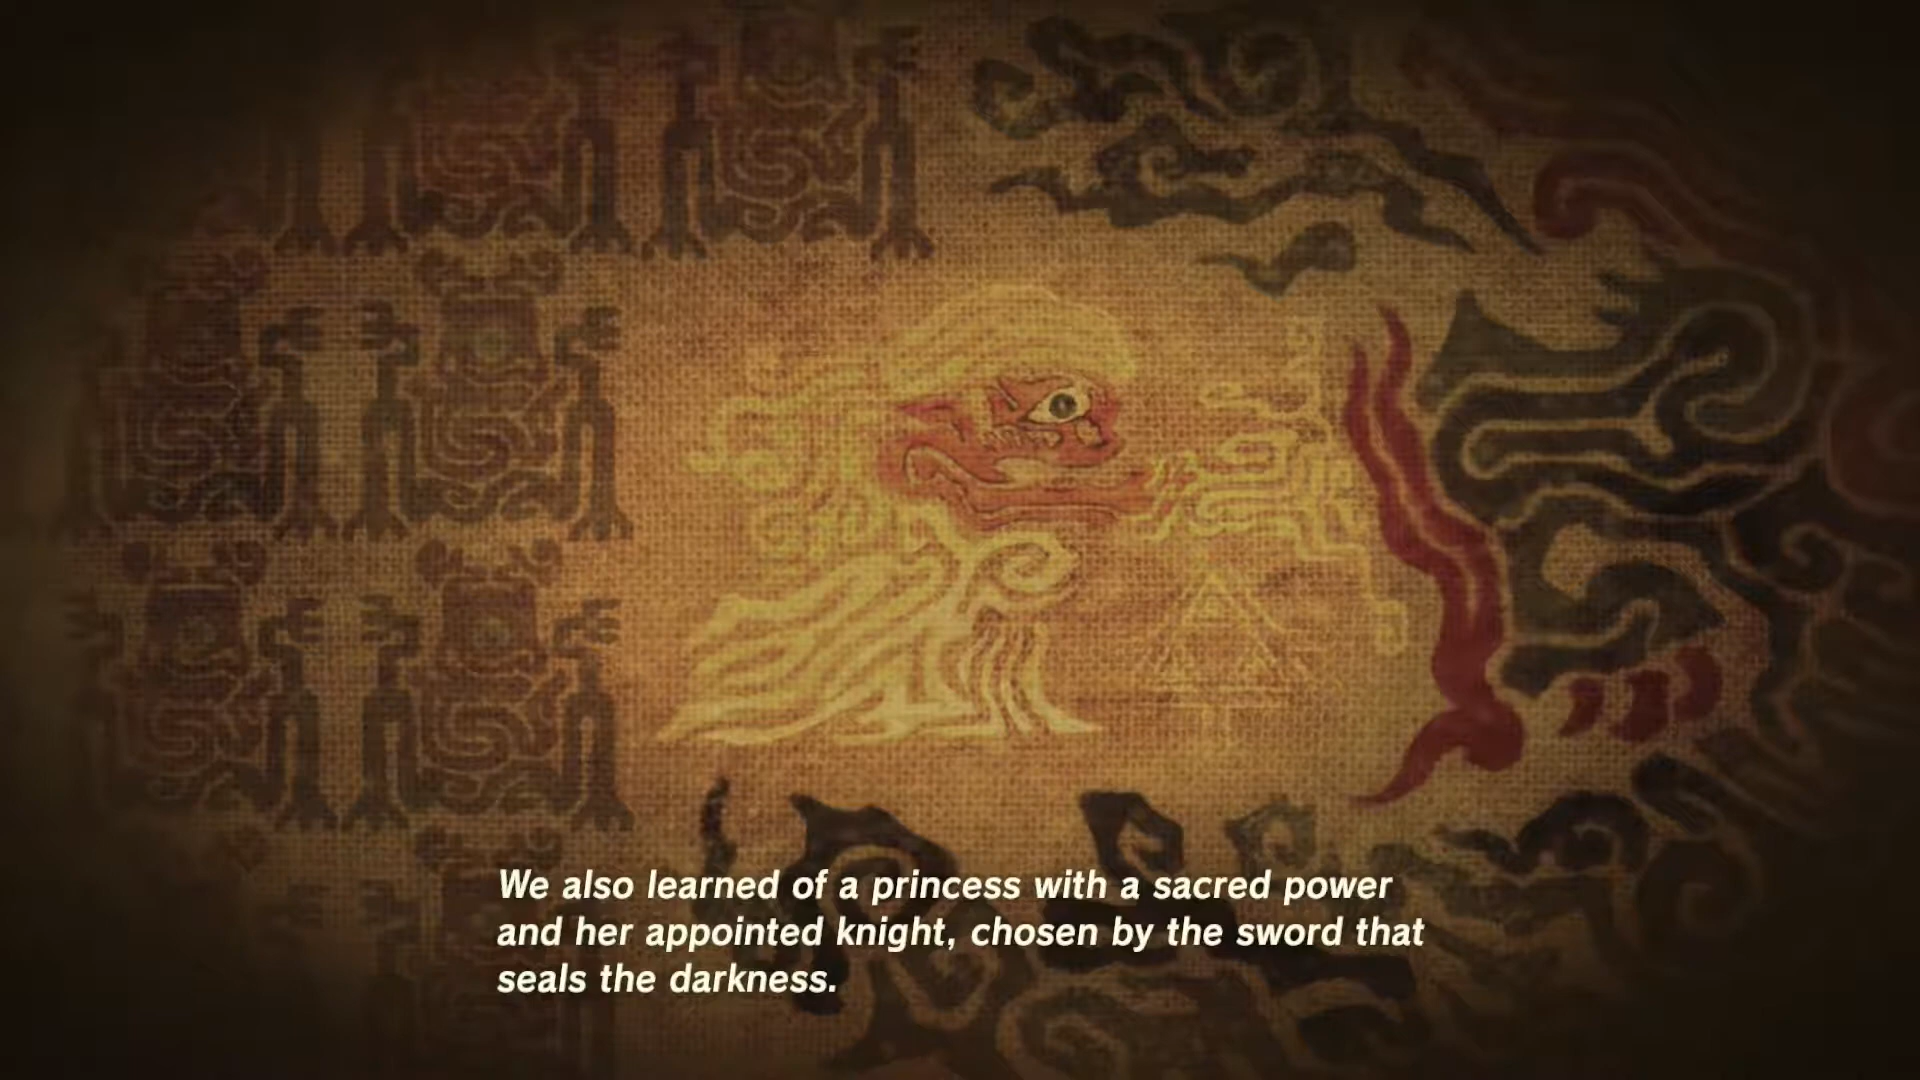 We also learned of a princess with a sacred power
and her appointed knight, chosen by the sword that
seals the darkness.